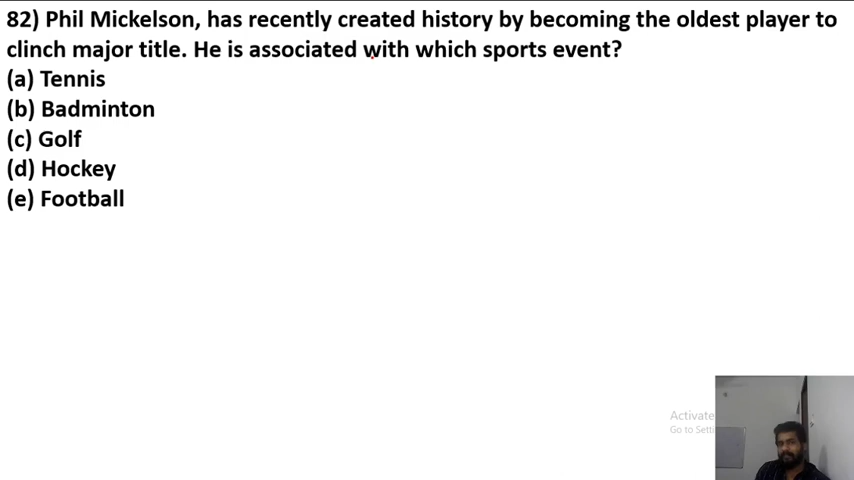 82) Phil Mickelson, has recently created history by becoming the oldest player to
clinch major title. He is associated with which sports event?
(a) Tennis
(b) Badminton
(c) Golf
(d) Hockey
(e) Football
Activate
Go to Setti